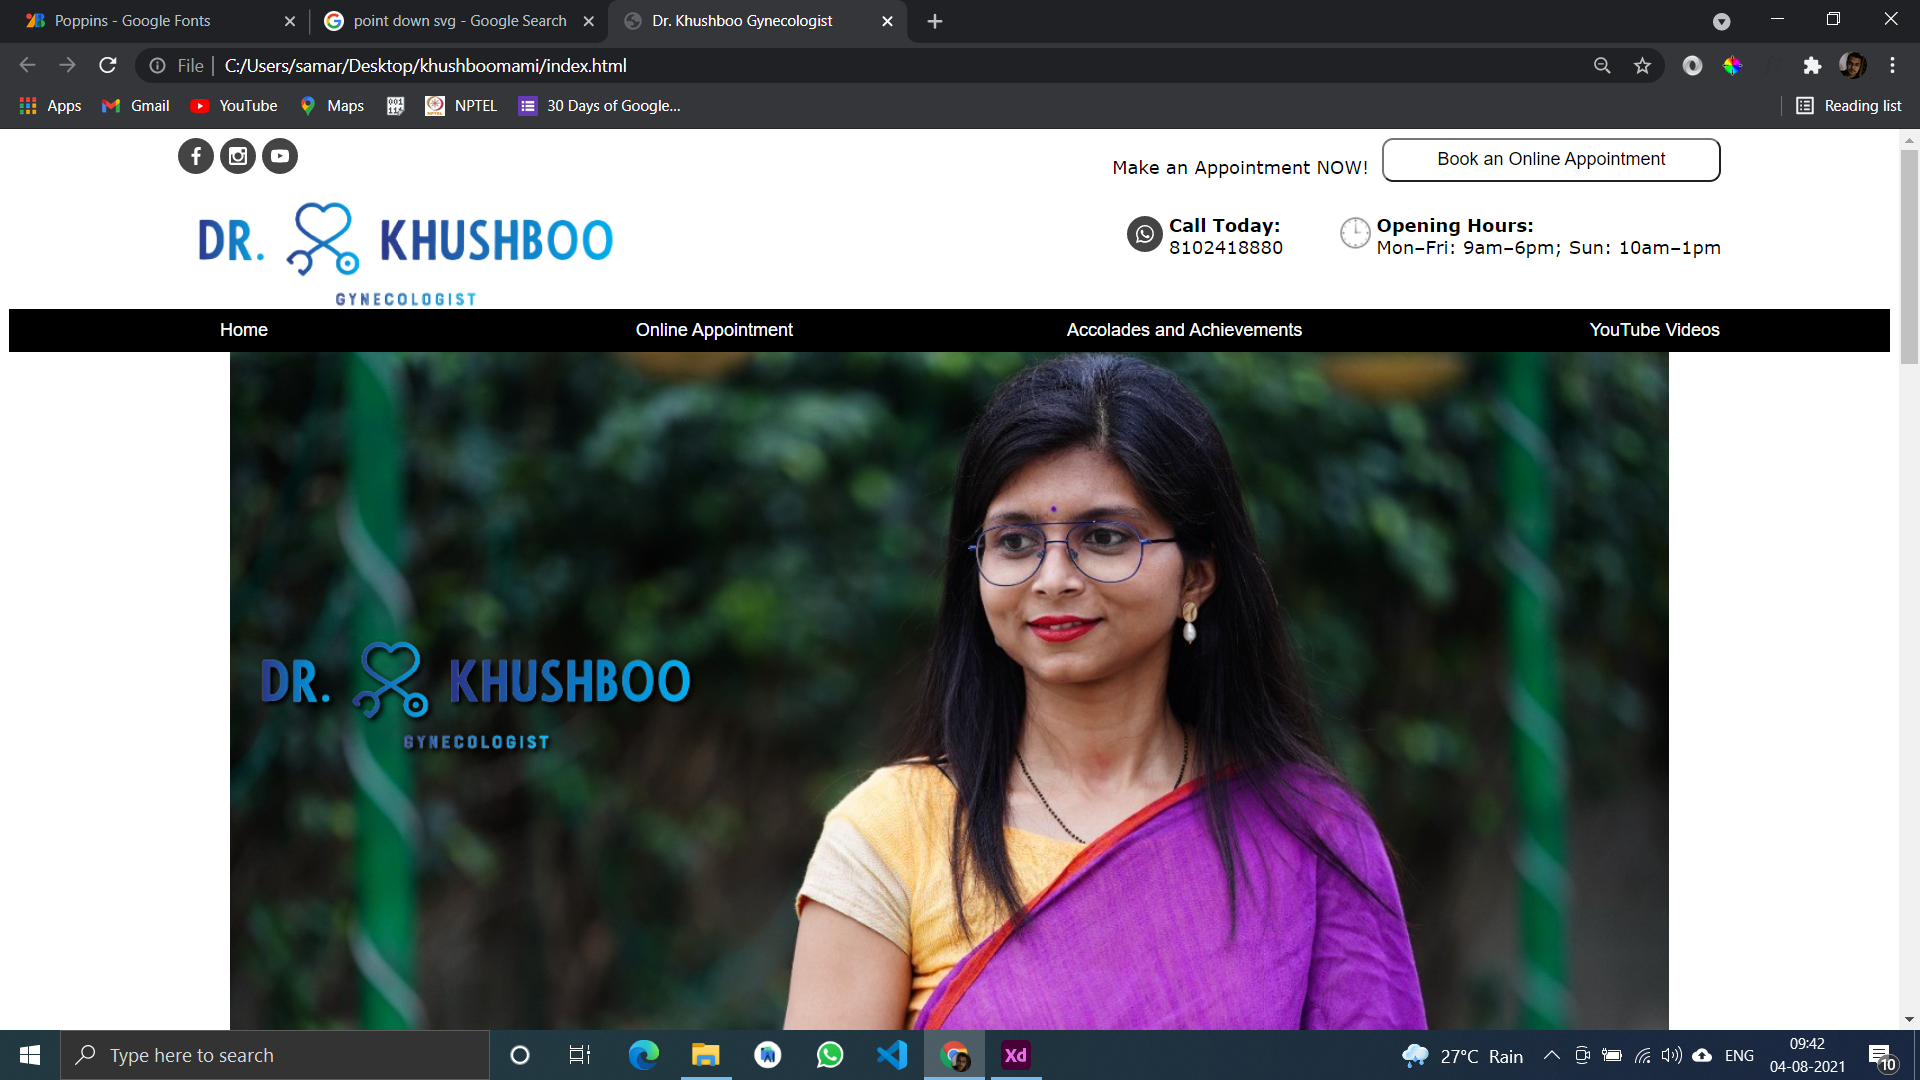 Poppins - Google Fonts
point down svg - Google Search
Dr. Khushboo Gynecologist
File
C:/Users/samar/Desktop/khushboomami/index.html
Apps
Gmail
YouTube
Maps
NPTEL
30 Days of Google...
Reading list
Make an Appointment NOW!
Book an Online Appointment
DR. KHUSHBOO
GYNECOLOGIST
Call Today:
8102418880
Opening Hours:
Mon–Fri: 9am–6pm; Sun: 10am–1pm
Home
Online Appointment
Accolades and Achievements
YouTube Videos
DR. KHUSHBOO
GYNECOLOGIST
Type here to search
Xd
27°C Rain
ENG
09:42
04-08-2021
10